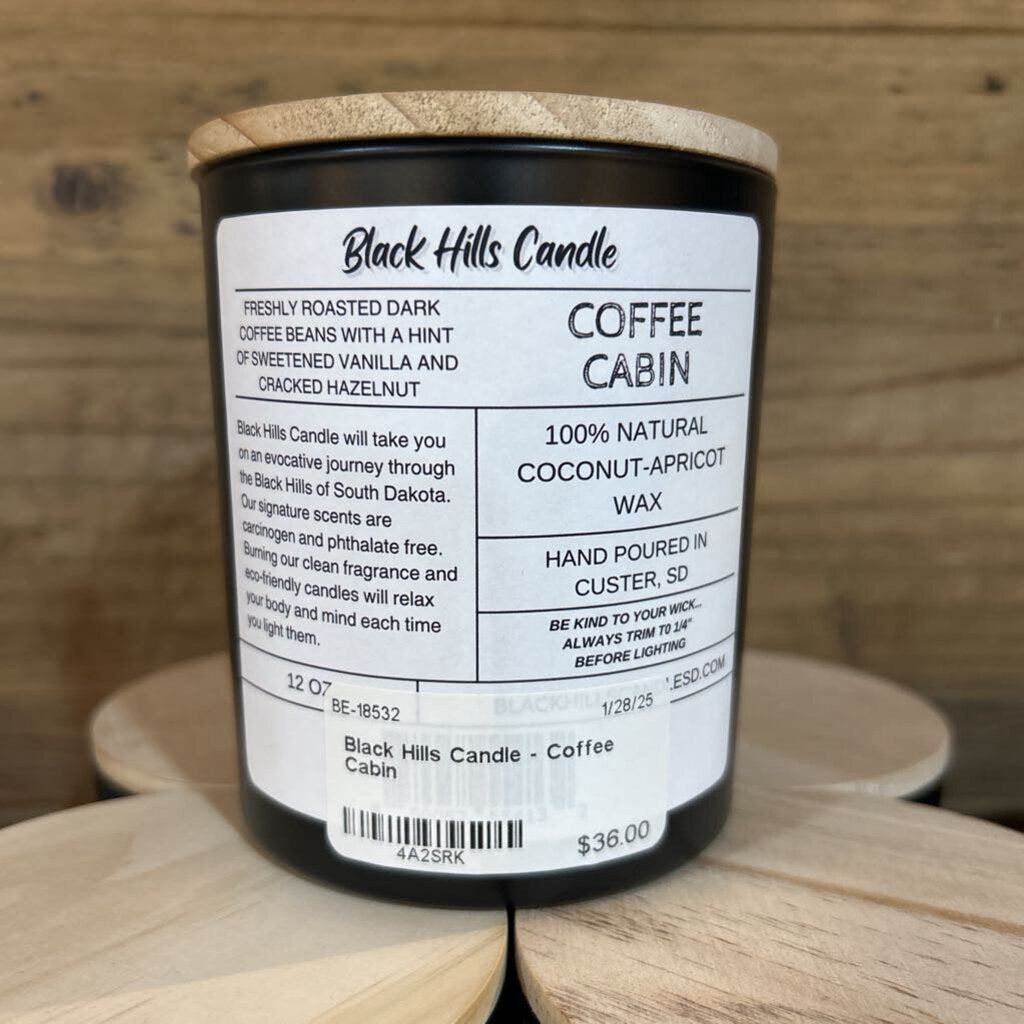 Black Hills Candle
FRESHLY ROASTED DARK
COFFEE BEANS WITH A HINT
OF SWEETENED VANILLA AND
CRACKED HAZELNUT
COFFEE
CABIN
Black Hills Candle will take you
on an evocative journey through
the Black Hills of South Dakota.
Our signature scents are
carcinogen and phthalate free.
Burning our clean fragrance and
eco-friendly candles will relax
your body and mind each time
you light them.
100% NATURAL
COCONUT-APRICOT
WAX
HAND POURED IN
CUSTER, SD
BE KIND TO YOUR WICK...
ALWAYS TRIM TO 1/4"
BEFORE LIGHTING
12 OZ
BE-18532
1/28/25
Black Hills Candle - Coffee
Cabin
4A2SRK
$36.00